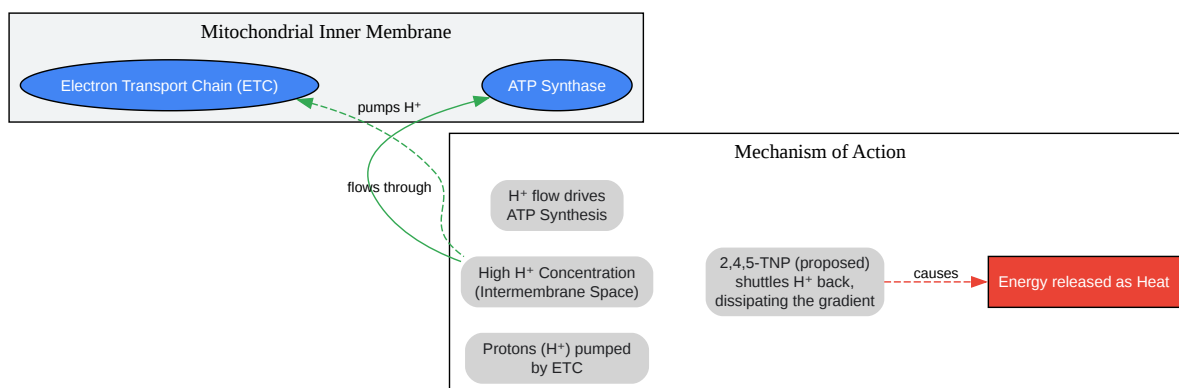 Mitochondrial Inner Membrane
Electron Transport Chain (ETC)
ATP Synthase
pumps H⁺
flows through
Mechanism of Action
H⁺ flow drives
ATP Synthesis
High H⁺ Concentration
(Intermembrane Space)
2,4,5-TNP (proposed)
shuttles H⁺ back,
dissipating the gradient
causes
Energy released as Heat
Protons (H⁺) pumped
by ETC